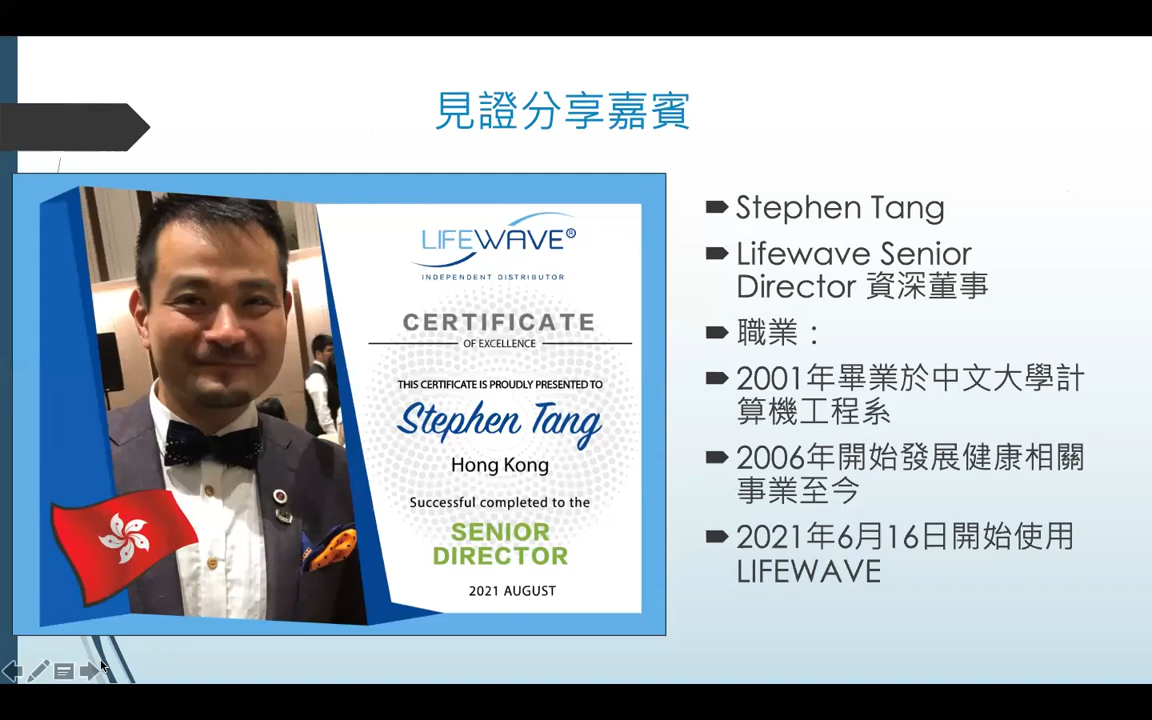 見證分享嘉賓
LIFEWAVE®
INDEPENDENT DISTRIBUTOR
CERTIFICATE
OF EXCELLENCE
THIS CERTIFICATE IS PROUDLY PRESENTED TO
Stephen Tang
Hong Kong
Successful completed to the
SENIOR
DIRECTOR
2021 AUGUST
Stephen Tang
Lifewave Senior
Director 資深董事
職業：
2001年畢業於中文大學計
算機工程系
2006年開始發展健康相關
事業至今
2021年6月16日開始使用
LIFEWAVE